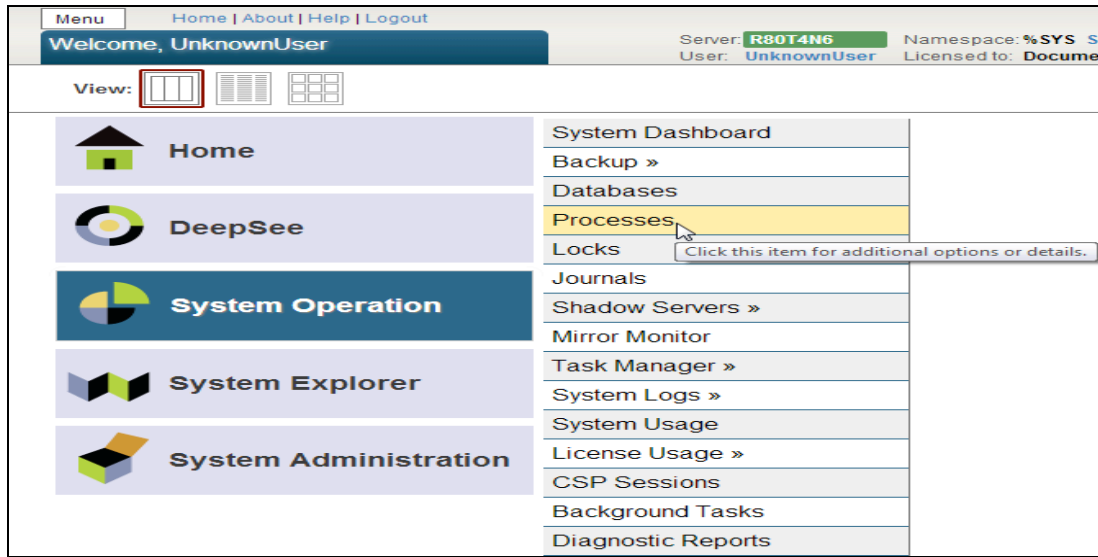 Menu Home | About | Help | Logout
Welcome, UnknownUser
Server: R80T4N6 Namespace: %SYS S
User: UnknownUser Licensed to: Docume
View:
Home
DeepSee
System Operation
System Explorer
System Administration
System Dashboard
Backup »
Databases
Processes
Locks
Click this item for additional options or details.
Journals
Shadow Servers »
Mirror Monitor
Task Manager »
System Logs »
System Usage
License Usage »
CSP Sessions
Background Tasks
Diagnostic Reports